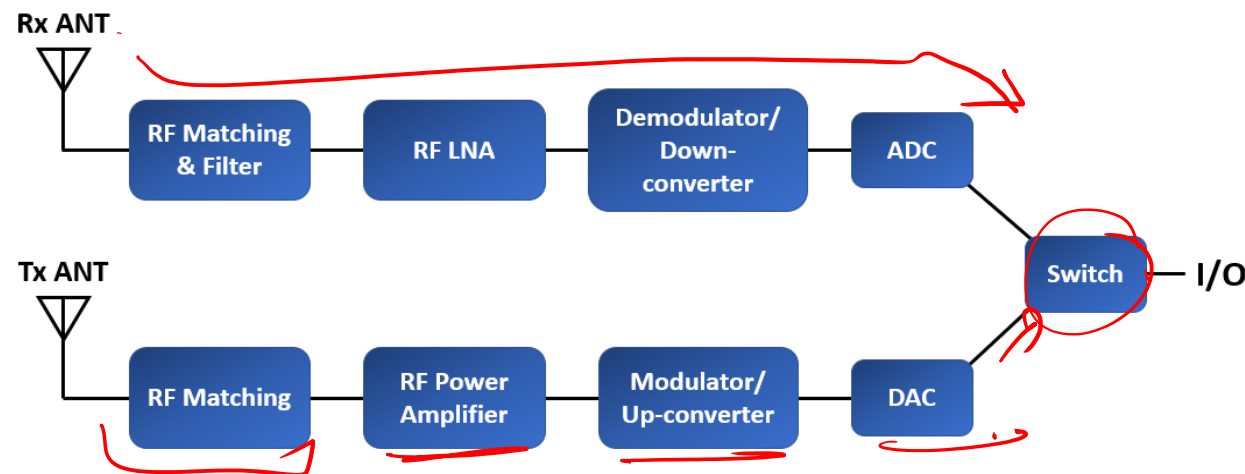 Rx ANT
RF Matching
& Filter
RF LNA
Demodulator/
Down-
converter
ADC
Switch
I/O
Tx ANT
RF Matching
RF Power
Amplifier
Modulator/
Up-converter
DAC